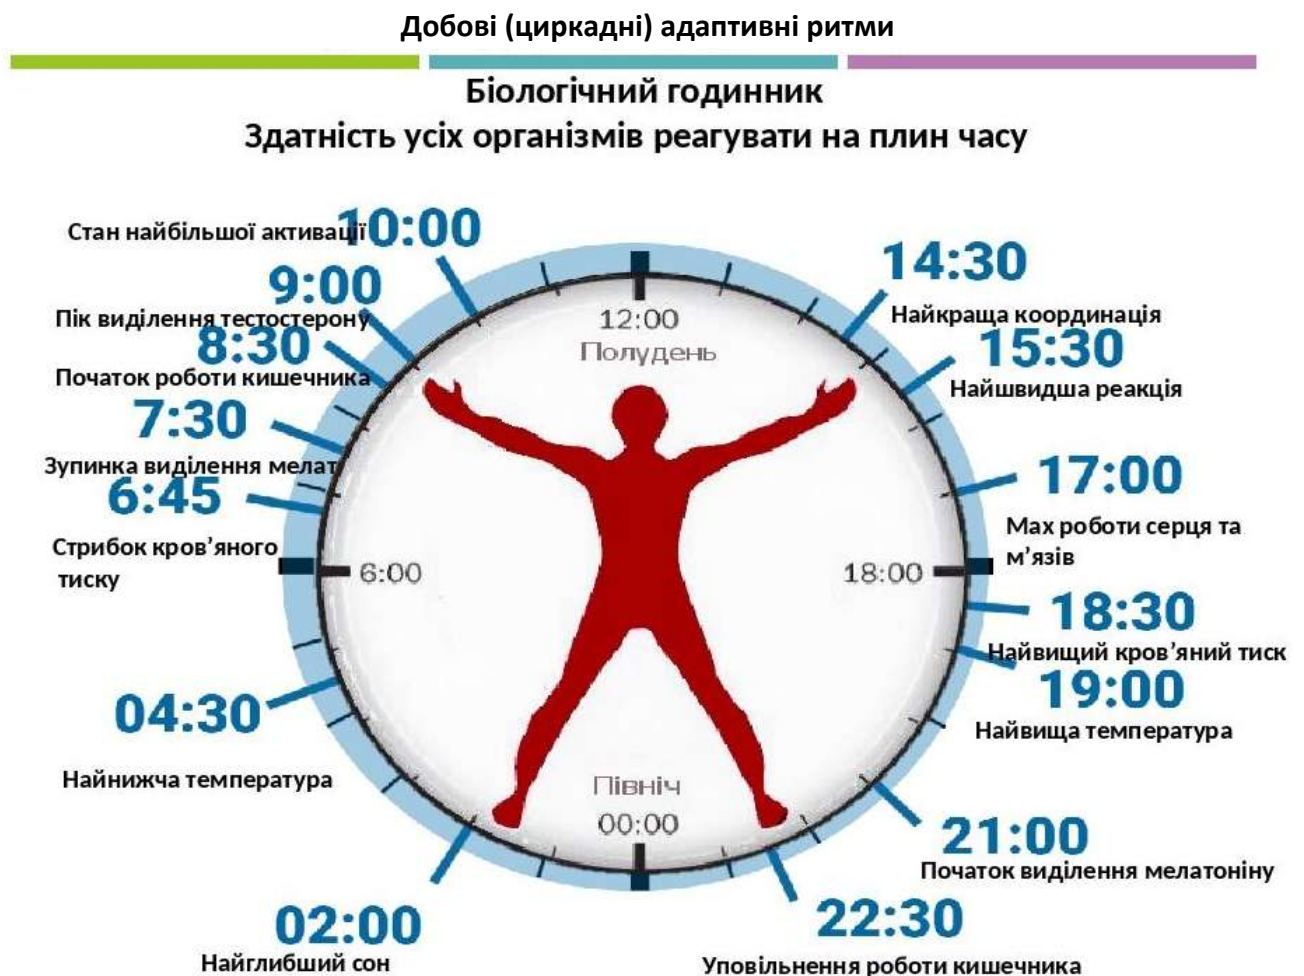 Добові (циркадні) адаптивні ритми
Біологічний годинник
Здатність усіх організмів реагувати на плин часу
Стан найбільшої активації
10:00
9:00
Пік виділення тестостерону
8:30
Початок роботи кишечника
7:30
Зупинка виділення мелат
6:45
Стрибок кров’яного
тиску
6:00
04:30
Найнижча температура
02:00
Найглибший сон
12:00
Полудень
Північ
00:00
14:30
Найкраща координація
15:30
Найшвидша реакція
17:00
Мах роботи серця та
м’язів
18:00
18:30
Найвищий кров’яний тиск
19:00
Найвища температура
21:00
Початок виділення мелатоніну
22:30
Уповільнення роботи кишечника